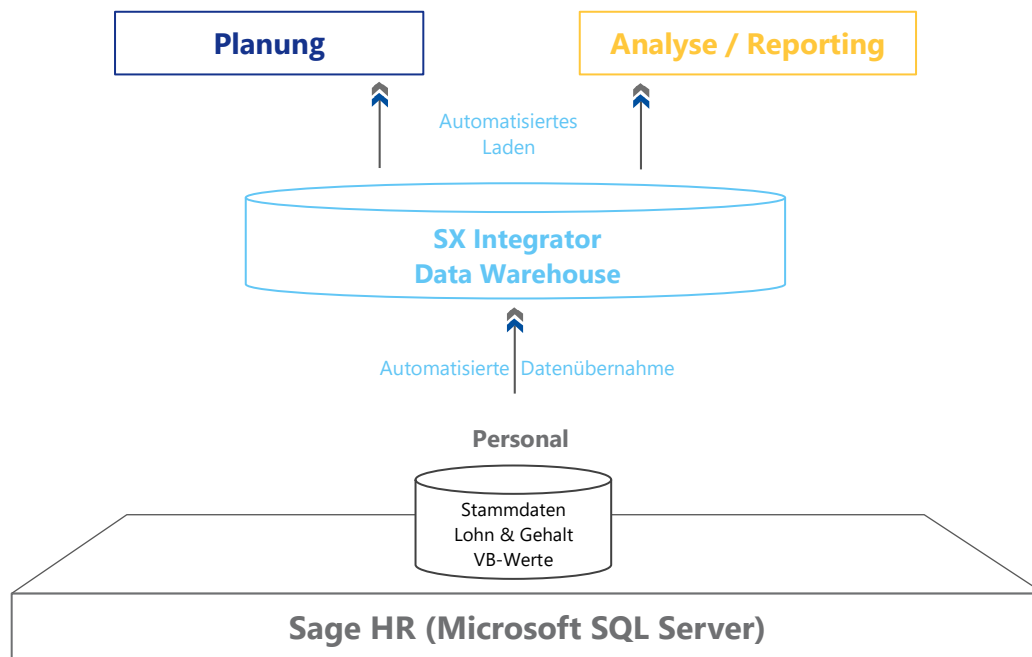 Planung
Analyse / Reporting
Automatisiertes
Laden
SX Integrator
Data Warehouse
Automatisierte Datenübernahme
Personal
Stammdaten
Lohn & Gehalt
VB-Werte
Sage HR (Microsoft SQL Server)